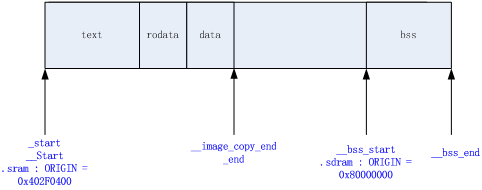 text rodata data bss
_start
__Start
.sram : ORIGIN =
0x402F0400
__image_copy_end
_end
__bss_start
.sdram : ORIGIN =
0x80000000
__bss_end